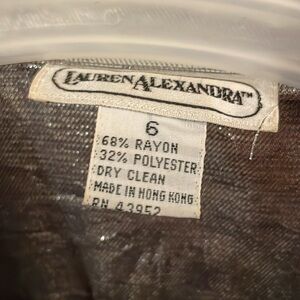 LAUREN ALEXANDRA™
6
68% RAYON
32% POLYESTER
DRY CLEAN
MADE IN HONG KONG
RN 43952